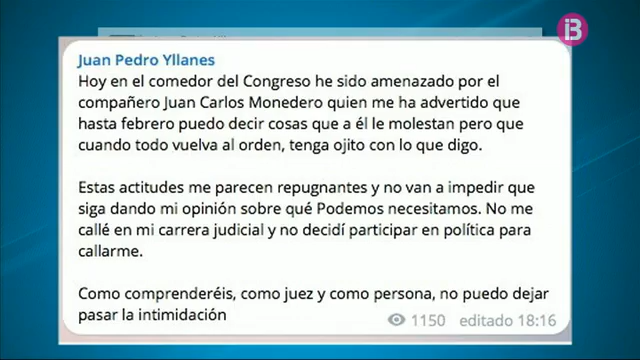 Juan Pedro Yllanes
Hoy en el comedor del Congreso he sido amenazado por el
compañero Juan Carlos Monedero quien me ha advertido que
hasta febrero puedo decir cosas que a él le molestan pero que
cuando todo vuelva al orden, tenga ojito con lo que digo.
Estas actitudes me parecen repugnantes y no van a impedir que
siga dando mi opinión sobre qué Podemos necesitamos. No me
callé en mi carrera judicial y no decidí participar en política para
callarme.
Como comprenderéis, como juez y como persona, no puedo dejar
pasar la intimidación
1150 editado 18:16